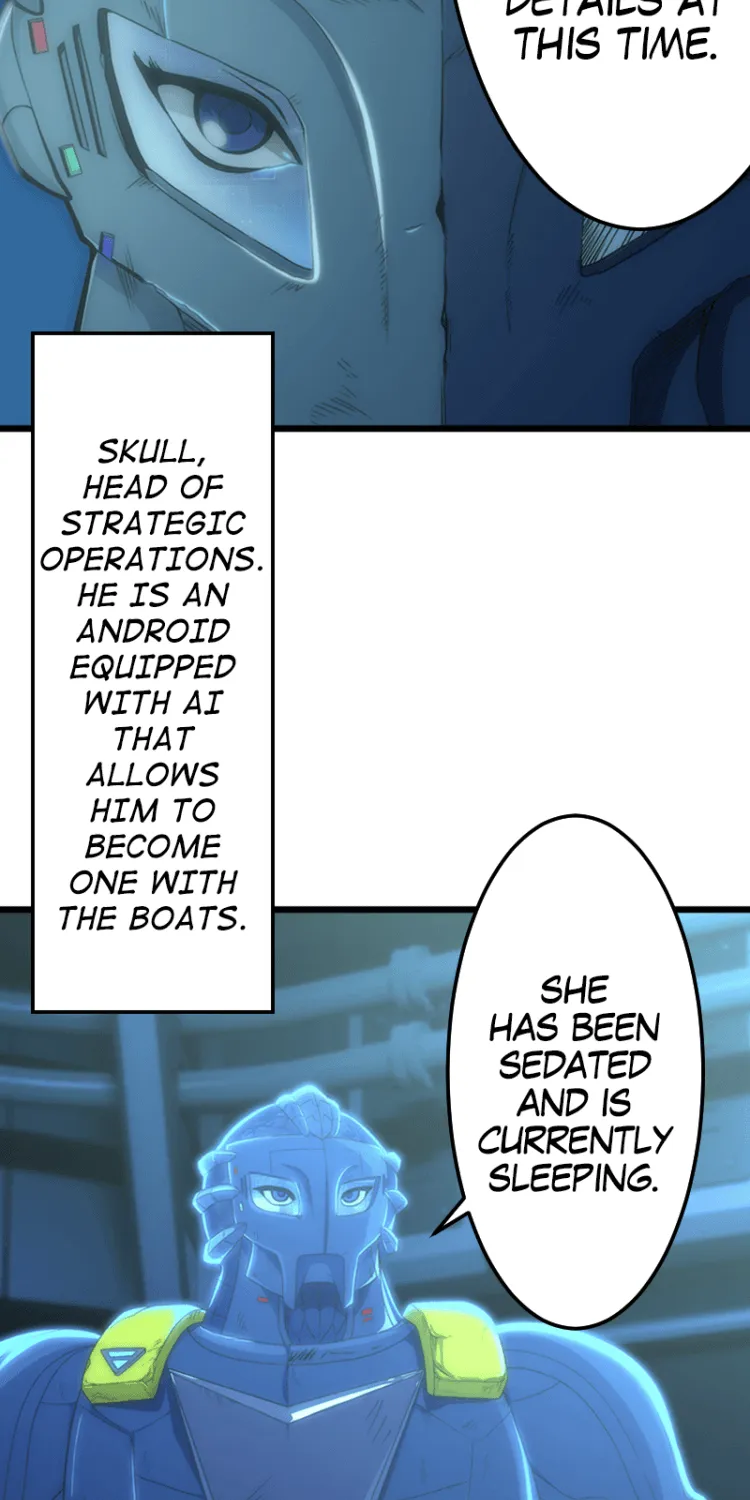 DETAILS AT
THIS TIME.
SKULL,
HEAD OF
STRATEGIC
OPERATIONS.
HE IS AN
ANDROID
EQUIPPED
WITH AI
THAT
ALLOWS
HIM TO
BECOME
ONE WITH
THE BOATS.
SHE
HAS BEEN
SEDATED
AND IS
CURRENTLY
SLEEPING.